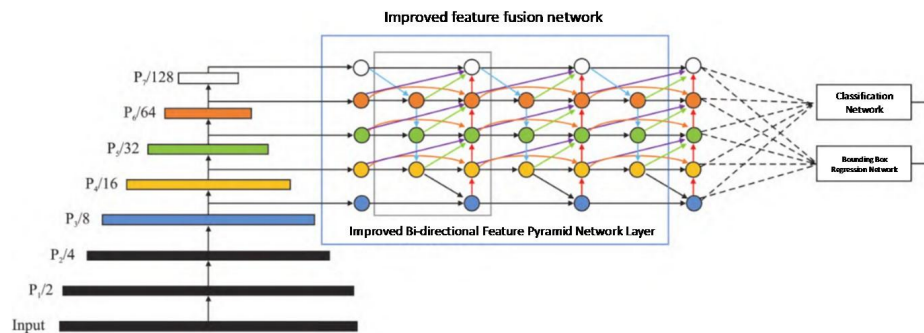 Improved feature fusion network
P7/128
P6/64
P5/32
P4/16
P3/8
P2/4
P1/2
Input
Improved Bi-directional Feature Pyramid Network Layer
Classification
Network
Bounding Box
Regression Network